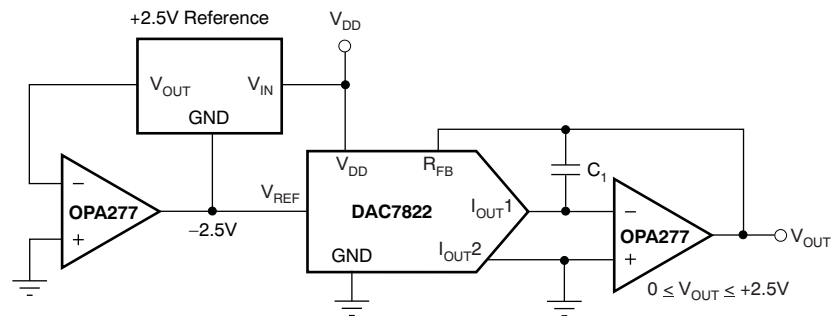 +2.5V Reference
V_DD
V_OUT
V_IN
GND
V_DD
R_FB
C_1
−
OPA277
+
−2.5V
V_REF
DAC7822
I_OUT1
I_OUT2
GND
−
OPA277
+
V_OUT
0 ≤ V_OUT ≤ +2.5V